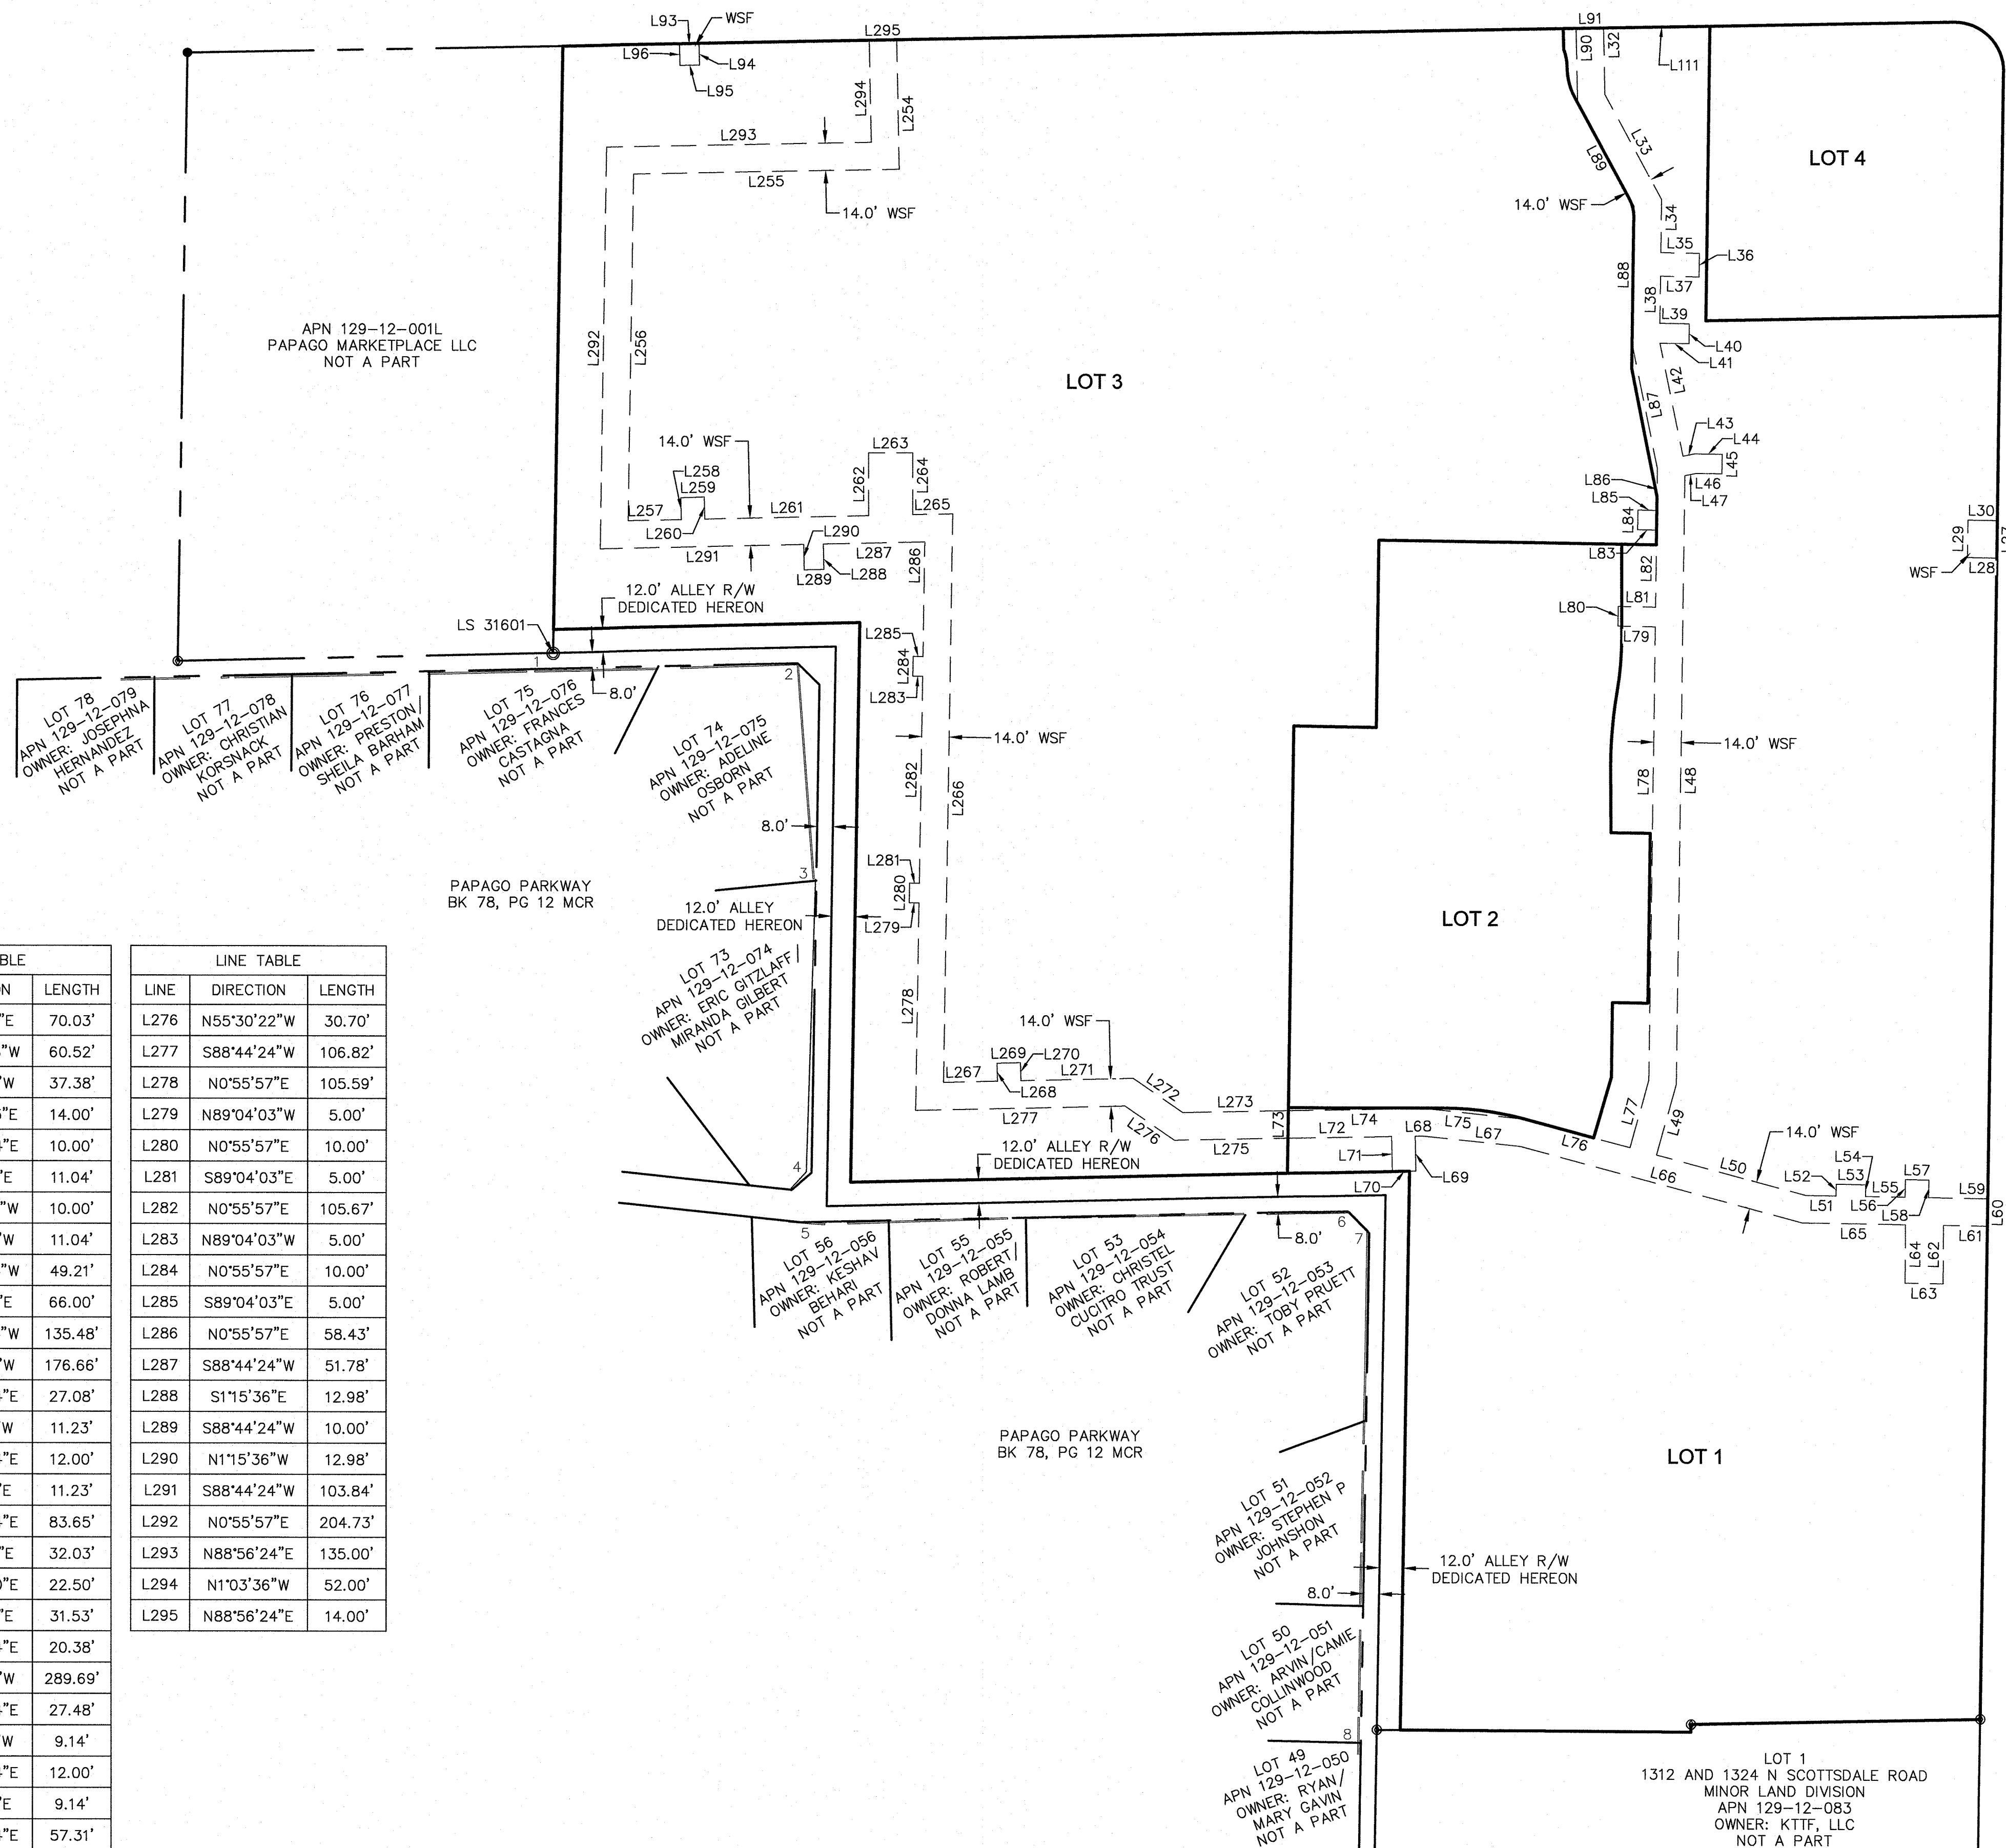 L93
WSF
L96
L94
L95
L295
L294
L254
L293
L255
14.0' WSF
L91
L90
L32
L111
L33
L89
14.0' WSF
L34
L35
L36
L37
L88
L38
L39
L40
L41
L42
L87
L43
L44
L45
L46
L47
L86
L85
L84
L83
L82
L81
L80
L79
L30
L29
L28
WSF
LOT 4
LOT 3
APN 129-12-001L
PAPAGO MARKETPLACE LLC
NOT A PART
L292
L256
14.0' WSF
L258
L259
L257
L260
L261
L262
L263
L264
L265
L291
L290
L287
L289
L288
L286
12.0' ALLEY R/W
DEDICATED HEREON
LS 31601
1
2
8.0'
L285
L284
L283
14.0' WSF
L282
L266
8.0'
3
L281
L280
L279
12.0' ALLEY
DEDICATED HEREON
L278
LOT 78
APN 129-12-079
OWNER: JOSEPHNA
HERNANDEZ
NOT A PART
LOT 77
APN 129-12-078
OWNER: CHRISTIAN
KORSNACK
NOT A PART
LOT 76
APN 129-12-077
OWNER: PRESTON/
SHEILA BARHAM
NOT A PART
LOT 75
APN 129-12-076
OWNER: FRANCES
CASTAGNA
NOT A PART
LOT 74
APN 129-12-075
OWNER: ADELINE
OSBORN
NOT A PART
PAPAGO PARKWAY
BK 78, PG 12 MCR
LOT 73
APN 129-12-074
OWNER: ERIC GITZLAFF/
MIRANDA GILBERT
NOT A PART
14.0' WSF
L78
L48
LOT 2
L77
L49
14.0' WSF
L269
L270
L267
L268
L271
L272
L273
L277
L276
L275
L73
L74
L72
L71
L68
L75
L67
L76
L70
L69
L66
L50
14.0' WSF
L54
L52
L53
L51
L55
L56
L57
L58
L59
L60
L65
L64
L62
L61
L63
12.0' ALLEY R/W
DEDICATED HEREON
4
5
6
7
8.0'
LOT 56
APN 129-12-056
OWNER: KESHAV
BEHARI
NOT A PART
LOT 55
APN 129-12-055
OWNER: ROBERT/
DONNA LAMB
NOT A PART
LOT 53
APN 129-12-054
OWNER: CHRISTEL
CUCITRO TRUST
NOT A PART
LOT 52
APN 129-12-053
OWNER: TOBY PRUETT
NOT A PART
PAPAGO PARKWAY
BK 78, PG 12 MCR
LOT 1
LOT 51
APN 129-12-052
OWNER: STEPHEN P
JOHNSHON
NOT A PART
12.0' ALLEY R/W
DEDICATED HEREON
8.0'
LOT 50
APN 129-12-051
OWNER: ARVIN/CAMIE
COLLINWOOD
NOT A PART
8
LOT 49
APN 129-12-050
OWNER: RYAN/
MARY GAVIN
NOT A PART
LOT 1
1312 AND 1324 N SCOTTSDALE ROAD
MINOR LAND DIVISION
APN 129-12-083
OWNER: KTTF, LLC
NOT A PART
LENGTH
"E 70.03'
"W 60.52'
"W 37.38'
"E 14.00'
"E 10.00'
"E 11.04'
"W 10.00'
"W 11.04'
"W 49.21'
"E 66.00'
"W 135.48'
"W 176.66'
"E 27.08'
"W 11.23'
"E 12.00'
"E 11.23'
"E 83.65'
"E 32.03'
"E 22.50'
"E 31.53'
"E 20.38'
"W 289.69'
"E 27.48'
"W 9.14'
"E 12.00'
"E 9.14'
"E 57.31'
LINE TABLE
LINE DIRECTION LENGTH
L276 N55°30'22"W 30.70'
L277 S88°44'24"W 106.82'
L278 N0°55'57"E 105.59'
L279 N89°04'03"W 5.00'
L280 N0°55'57"E 10.00'
L281 S89°04'03"E 5.00'
L282 N0°55'57"E 105.67'
L283 N89°04'03"W 5.00'
L284 N0°55'57"E 10.00'
L285 S89°04'03"E 5.00'
L286 N0°55'57"E 58.43'
L287 S88°44'24"W 51.78'
L288 S1°15'36"E 12.98'
L289 S88°44'24"W 10.00'
L290 N1°15'36"W 12.98'
L291 S88°44'24"W 103.84'
L292 N0°55'57"E 204.73'
L293 N88°56'24"E 135.00'
L294 N1°03'36"W 52.00'
L295 N88°56'24"E 14.00'